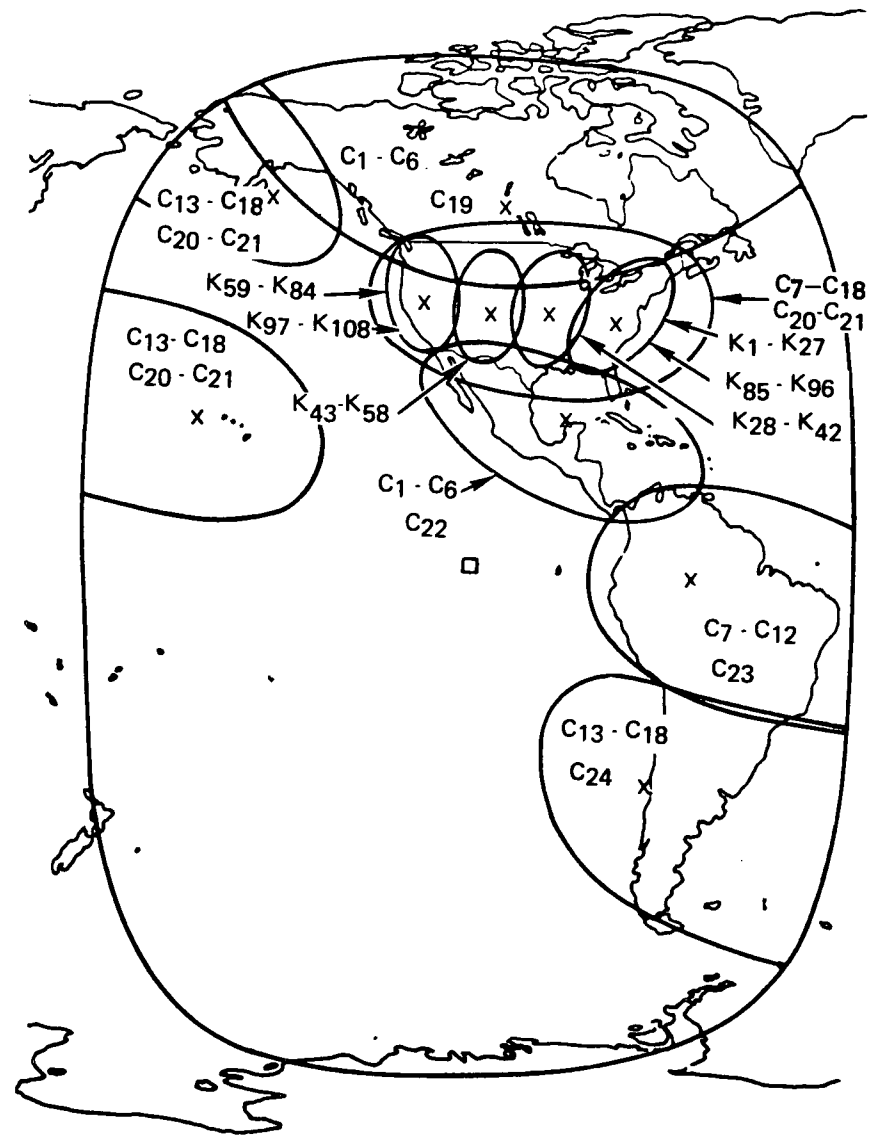 C1 - C6
C19
C13 - C18
C20 - C21
K59 - K84
K97 - K108
C7 - C18
C20 - C21
K1 - K27
K85 - K96
K28 - K42
C13 - C18
C20 - C21
K43 - K58
C1 - C6
C22
C7 - C12
C23
C13 - C18
C24